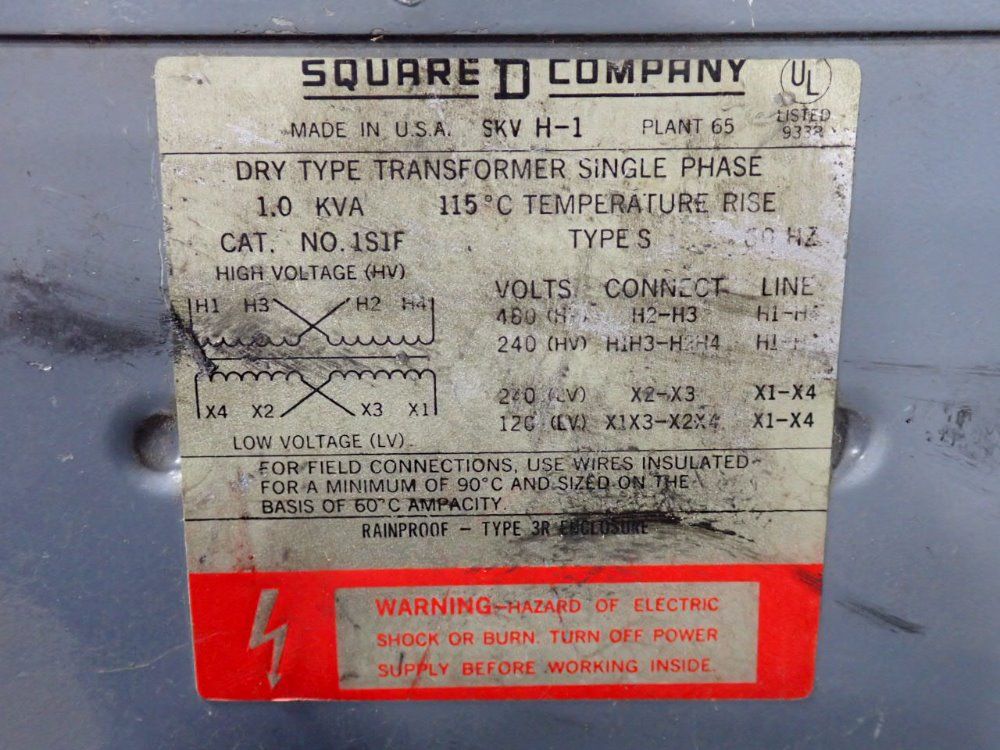 SQUARE D COMPANY
UL
LISTED
MADE IN U.S.A. SKV H-1 PLANT 65
DRY TYPE TRANSFORMER SINGLE PHASE
1.0 KVA 115°C TEMPERATURE RISE
CAT. NO. 1S1F TYPE S HZ
HIGH VOLTAGE (HV)
H1 H3 H2 H4
VOLTS CONNECT LINE
480 H2-H3
240 (HV) H1H3-H2H4
240 (LV) X2-X3 X1-X4
120 (LV) X1X3-X2X4 X1-X4
X4 X2 X3 X1
LOW VOLTAGE (LV)
FOR FIELD CONNECTIONS, USE WIRES INSULATED
FOR A MINIMUM OF 90°C AND SIZED ON THE
BASIS OF 60°C AMPACITY.
RAINPROOF - TYPE 3R ENCLOSURE
WARNING-HAZARD OF ELECTRIC
SHOCK OR BURN. TURN OFF POWER
SUPPLY BEFORE WORKING INSIDE.